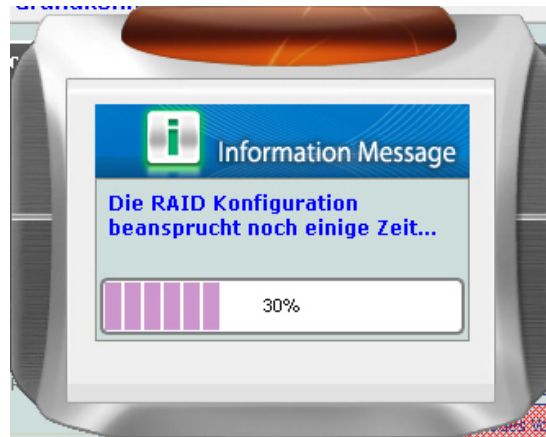 Information Message
Die RAID Konfiguration
beansprucht noch einige Zeit...
30%